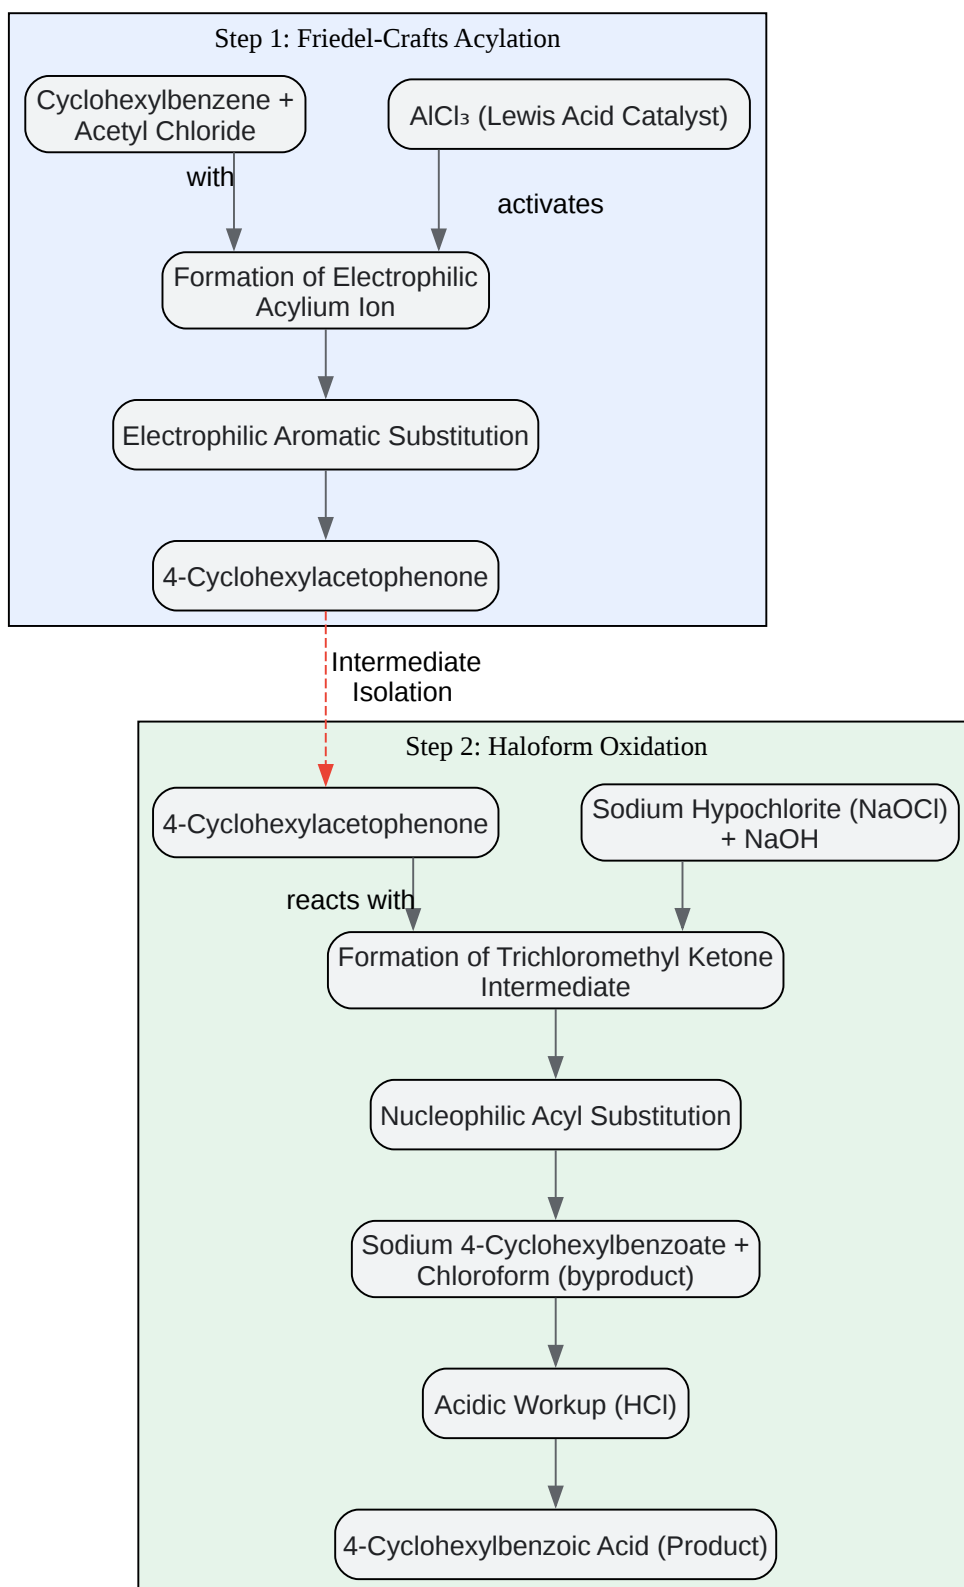 Step 1: Friedel-Crafts Acylation
Cyclohexylbenzene +
Acetyl Chloride
AlCl₃ (Lewis Acid Catalyst)
with
activates
Formation of Electrophilic
Acylium Ion
Electrophilic Aromatic Substitution
4-Cyclohexylacetophenone
Intermediate
Isolation
Step 2: Haloform Oxidation
4-Cyclohexylacetophenone
Sodium Hypochlorite (NaOCl)
+ NaOH
reacts with
Formation of Trichloromethyl Ketone
Intermediate
Nucleophilic Acyl Substitution
Sodium 4-Cyclohexylbenzoate +
Chloroform (byproduct)
Acidic Workup (HCl)
4-Cyclohexylbenzoic Acid (Product)